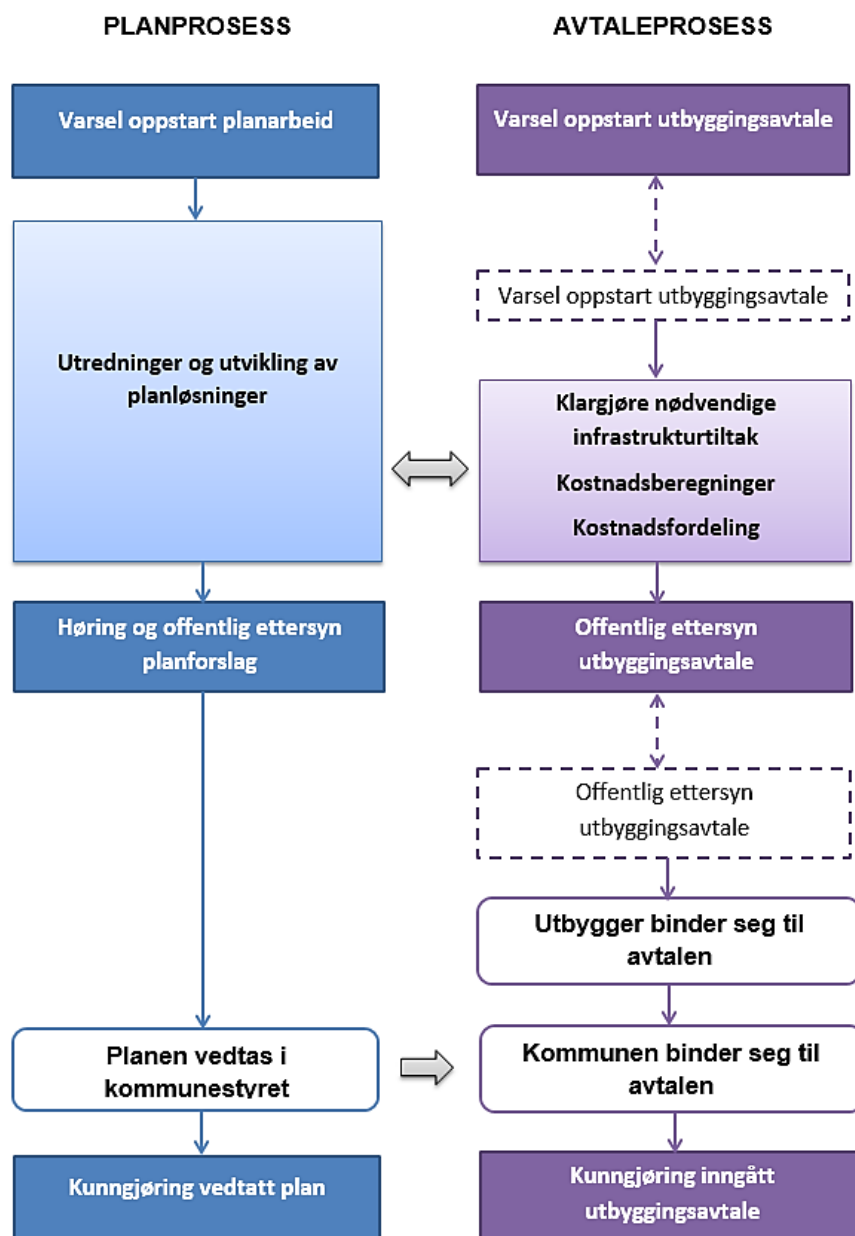 PLANPROSESS
Varsel oppstart planarbeid
Utredninger og utvikling av
planløsninger
Høring og offentlig ettersyn
planforslag
Planen vedtas i
kommunestyret
Kunngjøring vedtatt plan
AVTALEPROSESS
Varsel oppstart utbyggingsavtale
Varsel oppstart utbyggingsavtale
Klargjøre nødvendige
infrastrukturtiltak
Kostnadsberegninger
Kostnadsfordeling
Offentlig ettersyn
utbyggingsavtale
Offentlig ettersyn
utbyggingsavtale
Utbygger binder seg til
avtalen
Kommunen binder seg til
avtalen
Kunngjøring inngått
utbyggingsavtale